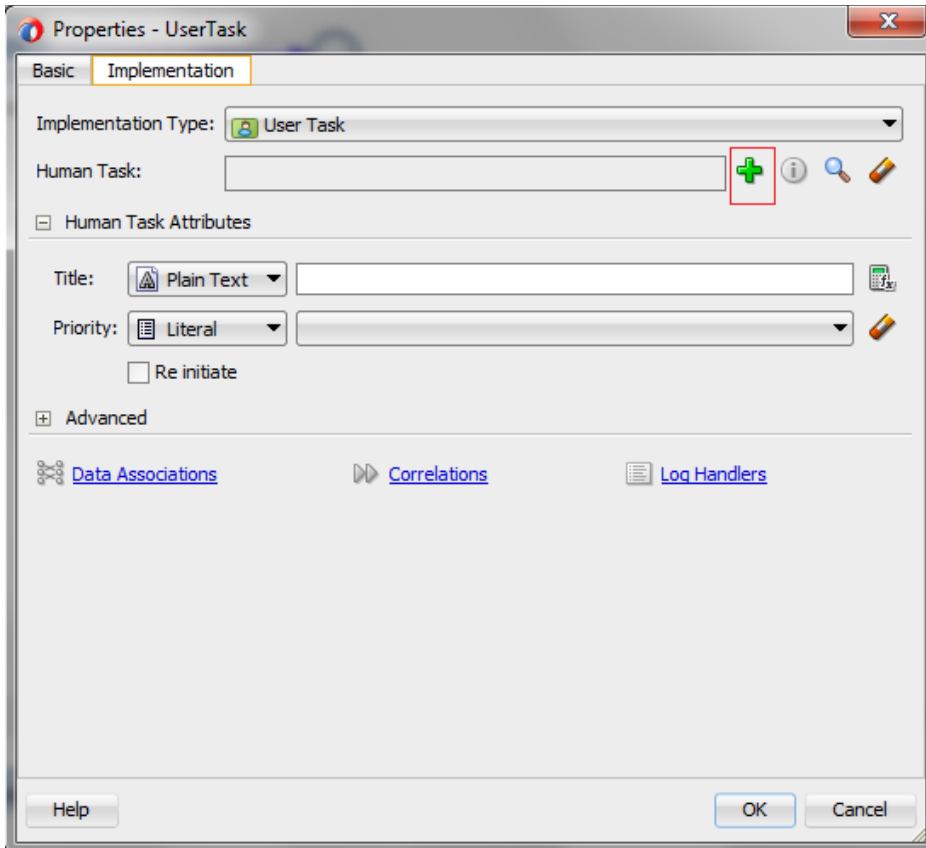 Properties - UserTask
Basic Implementation
Implementation Type: User Task
Human Task:
Human Task Attributes
Title: Plain Text
Priority: Literal
Re initiate
Advanced
Data Associations Correlations Log Handlers
Help OK Cancel